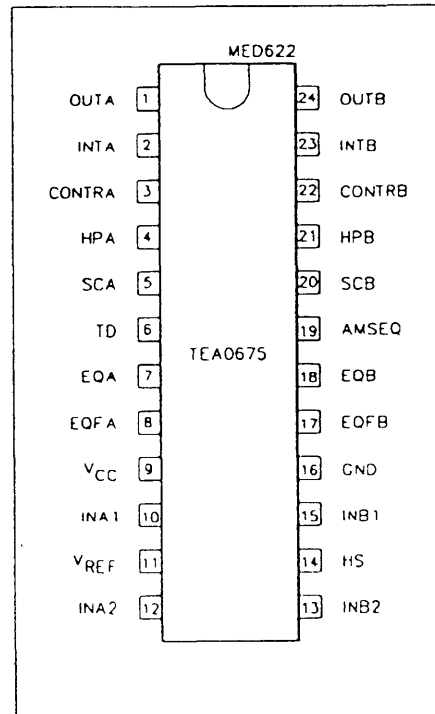 MED622
OUTA 1 24 OUTB
INTA 2 23 INTB
CONTRA 3 22 CONTRB
HPA 4 21 HPB
SCA 5 20 SCB
TD 6 19 AMSEQ
TEA0675
EQA 7 18 EQB
EQFA 8 17 EQFB
VCC 9 16 GND
INA1 10 15 INB1
VREF 11 14 HS
INA2 12 13 INB2